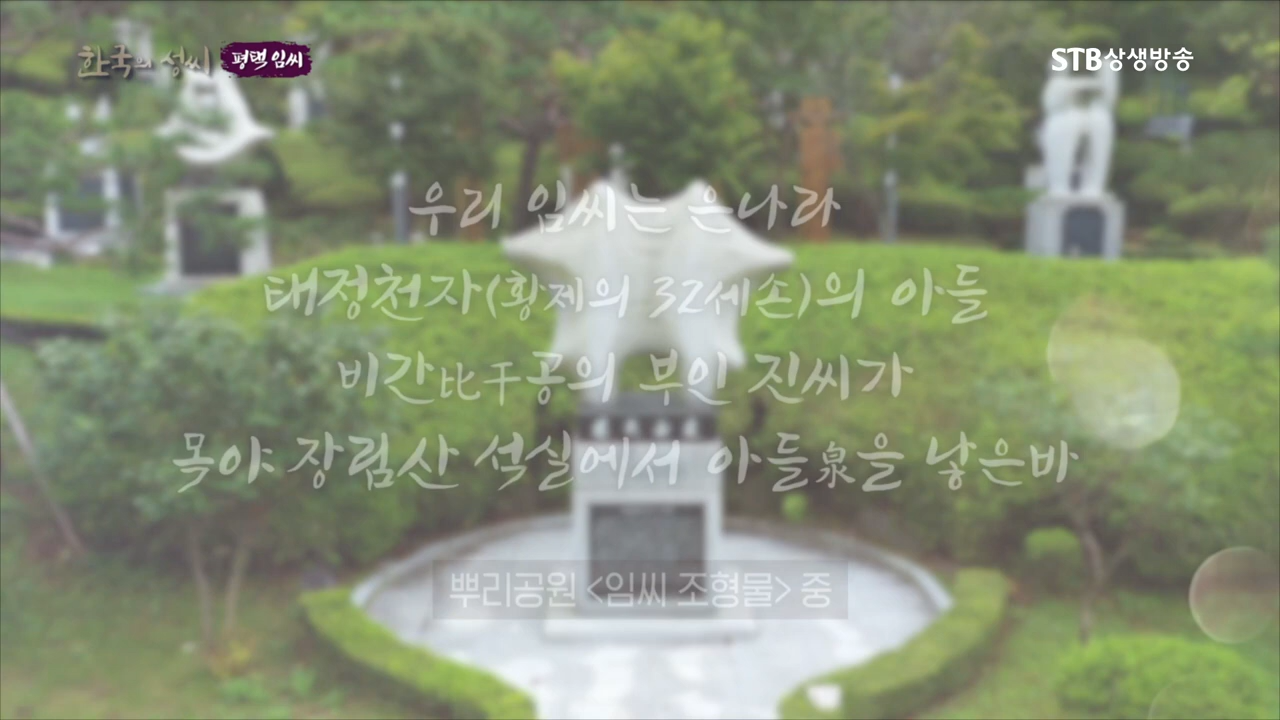 한국의 성씨 평택 임씨
STB상생방송
우리 임씨는 은나라
태정천자(황제의 32세손)의 아들
비간比干공의 부인 진씨가
목야 장림산 석실에서 아들泉을 낳은바
뿌리공원 <임씨 조형물> 중